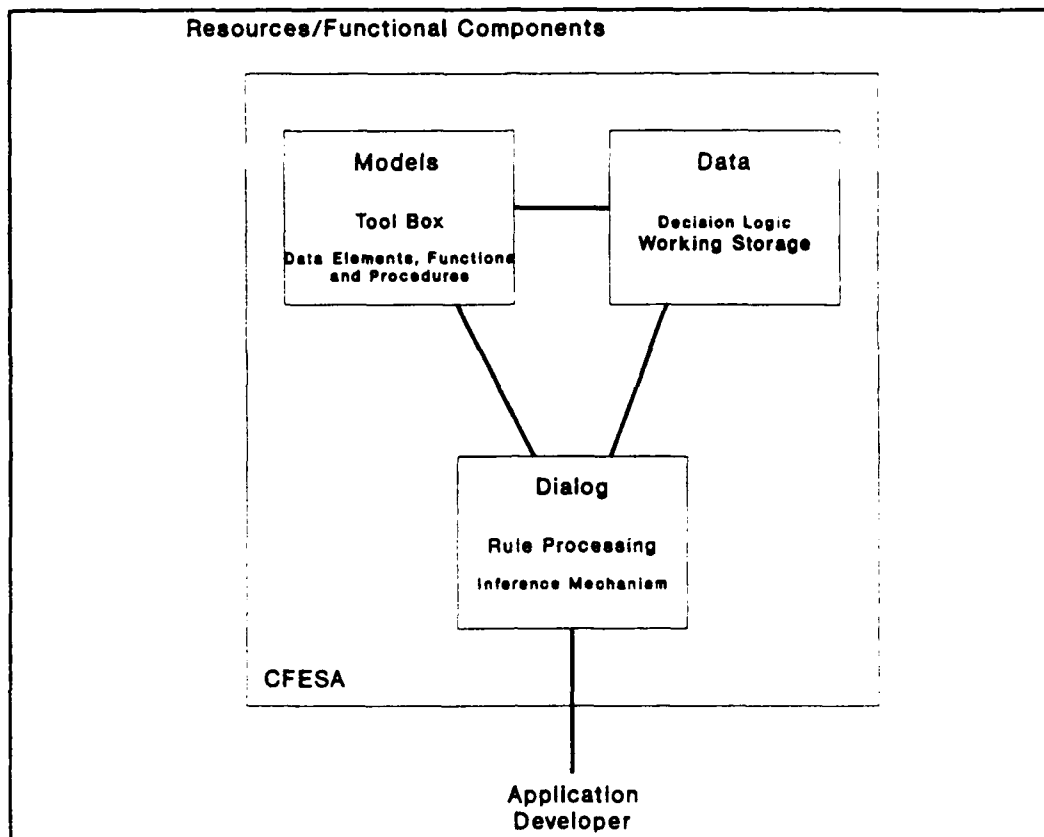 Resources/Functional Components
Models
Tool Box
Data Elements, Functions
and Procedures
Data
Decision Logic
Working Storage
Dialog
Rule Processing
Inference Mechanism
CFESA
Application
Developer